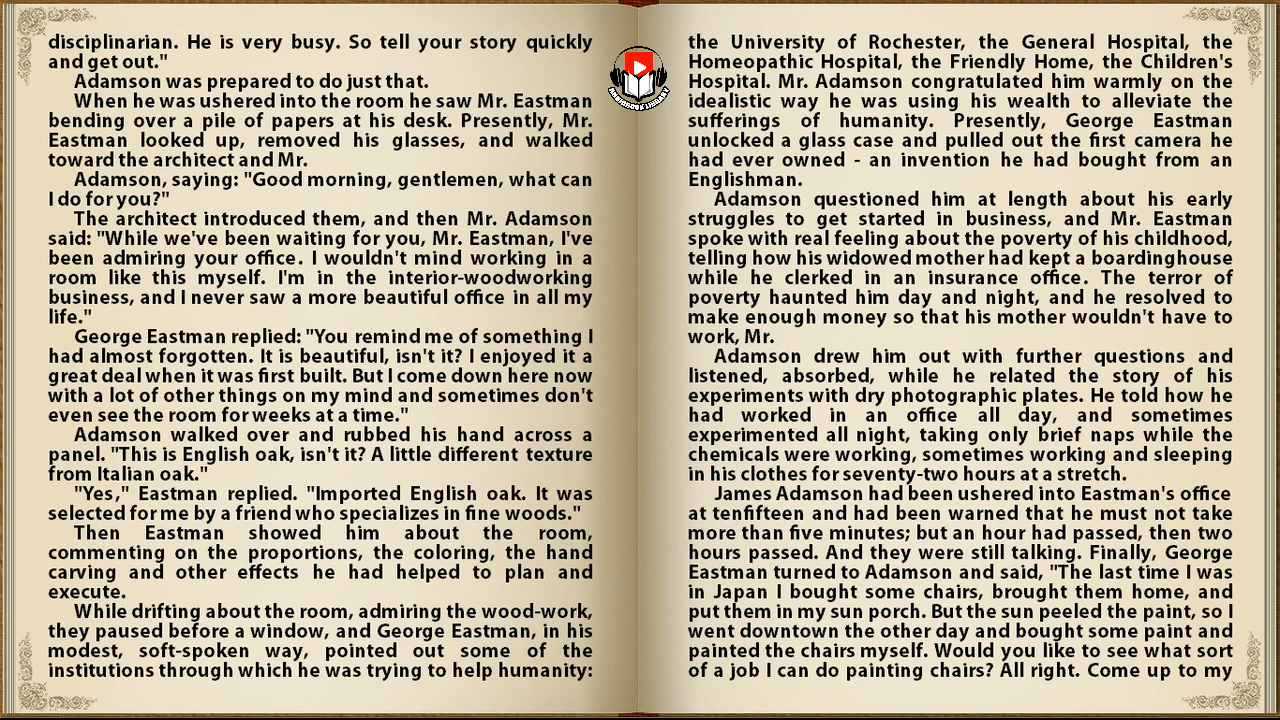 disciplinarian. He is very busy. So tell your story quickly
and get out."
Adamson was prepared to do just that.
When he was ushered into the room he saw Mr. Eastman
bending over a pile of papers at his desk. Presently, Mr.
Eastman looked up, removed his glasses, and walked
toward the architect and Mr.
Adamson, saying: "Good morning, gentlemen, what can
I do for you?"
The architect introduced them, and then Mr. Adamson
said: "While we've been waiting for you, Mr. Eastman, I've
been admiring your office. I wouldn't mind working in a
room like this myself. I'm in the interior-woodworking
business, and I never saw a more beautiful office in all my
life."
George Eastman replied: "You remind me of something I
had almost forgotten. It is beautiful, isn't it? I enjoyed it a
great deal when it was first built. But I come down here now
with a lot of other things on my mind and sometimes don't
even see the room for weeks at a time."
Adamson walked over and rubbed his hand across a
panel. "This is English oak, isn't it? A little different texture
from Italian oak."
"Yes," Eastman replied. "Imported English oak. It was
selected for me by a friend who specializes in fine woods."
Then Eastman showed him about the room,
commenting on the proportions, the coloring, the hand
carving and other effects he had helped to plan and
execute.
While drifting about the room, admiring the wood-work,
they paused before a window, and George Eastman, in his
modest, soft-spoken way, pointed out some of the
institutions through which he was trying to help humanity:
the University of Rochester, the General Hospital, the
Homeopathic Hospital, the Friendly Home, the Children's
Hospital. Mr. Adamson congratulated him warmly on the
idealistic way he was using his wealth to alleviate the
sufferings of humanity. Presently, George Eastman
unlocked a glass case and pulled out the first camera he
had ever owned - an invention he had bought from an
Englishman.
Adamson questioned him at length about his early
struggles to get started in business, and Mr. Eastman
spoke with real feeling about the poverty of his childhood,
telling how his widowed mother had kept a boardinghouse
while he clerked in an insurance office. The terror of
poverty haunted him day and night, and he resolved to
make enough money so that his mother wouldn't have to
work, Mr.
Adamson drew him out with further questions and
listened, absorbed, while he related the story of his
experiments with dry photographic plates. He told how he
had worked in an office all day, and sometimes
experimented all night, taking only brief naps while the
chemicals were working, sometimes working and sleeping
in his clothes for seventy-two hours at a stretch.
James Adamson had been ushered into Eastman's office
at tenfifteen and had been warned that he must not take
more than five minutes; but an hour had passed, then two
hours passed. And they were still talking. Finally, George
Eastman turned to Adamson and said, "The last time I was
in Japan I bought some chairs, brought them home, and
put them in my sun porch. But the sun peeled the paint, so I
went downtown the other day and bought some paint and
painted the chairs myself. Would you like to see what sort
of a job I can do painting chairs? All right. Come up to my